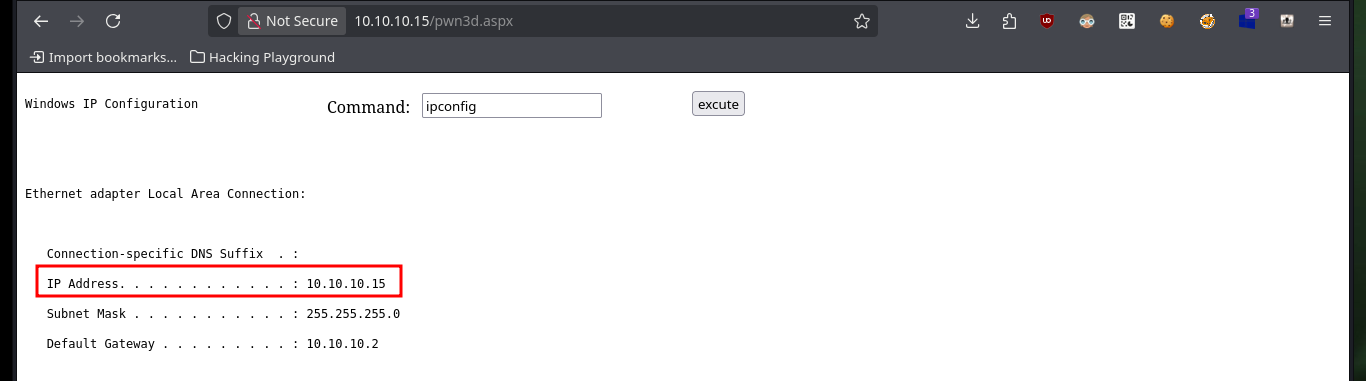 Not Secure 10.10.10.15/pwn3d.aspx
3
Import bookmarks... Hacking Playground
Windows IP Configuration
Command: ipconfig excute
Ethernet adapter Local Area Connection:
Connection-specific DNS Suffix . :
IP Address. . . . . . . . . . . . : 10.10.10.15
Subnet Mask . . . . . . . . . . . : 255.255.255.0
Default Gateway . . . . . . . . . : 10.10.10.2